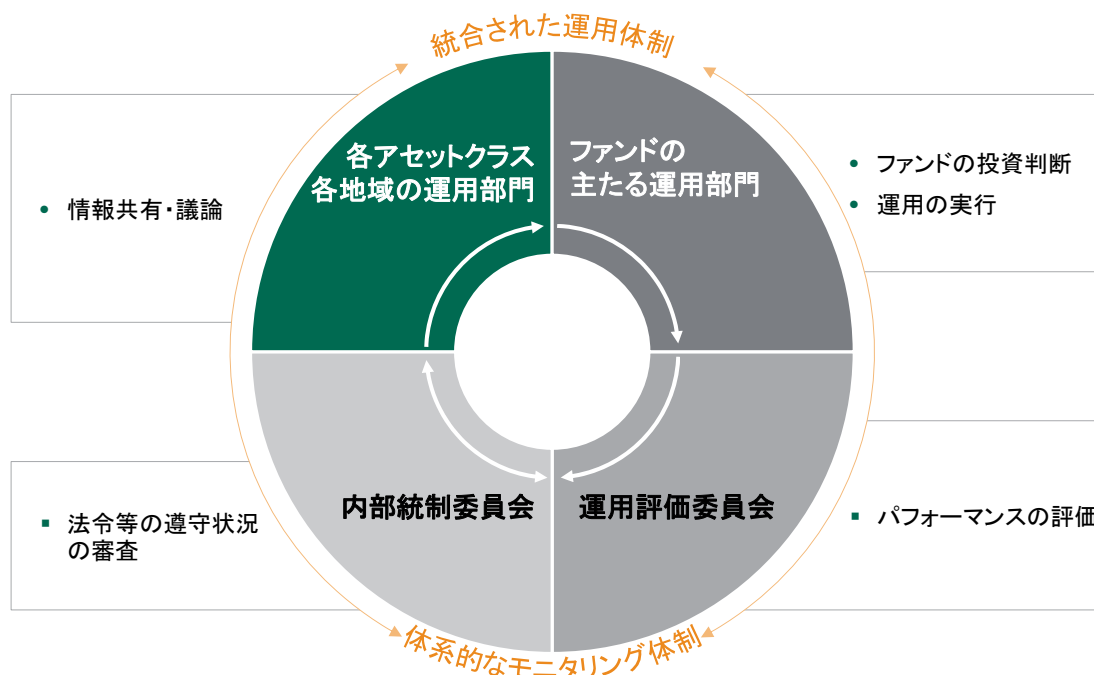 統合された運用体制
各アセットクラス
各地域の運用部門
ファンドの
主たる運用部門
• 情報共有・議論
• ファンドの投資判断
• 運用の実行
内部統制委員会
運用評価委員会
▪ 法令等の遵守状況
の審査
▪ パフォーマンスの評価
体系的なモニタリング体制